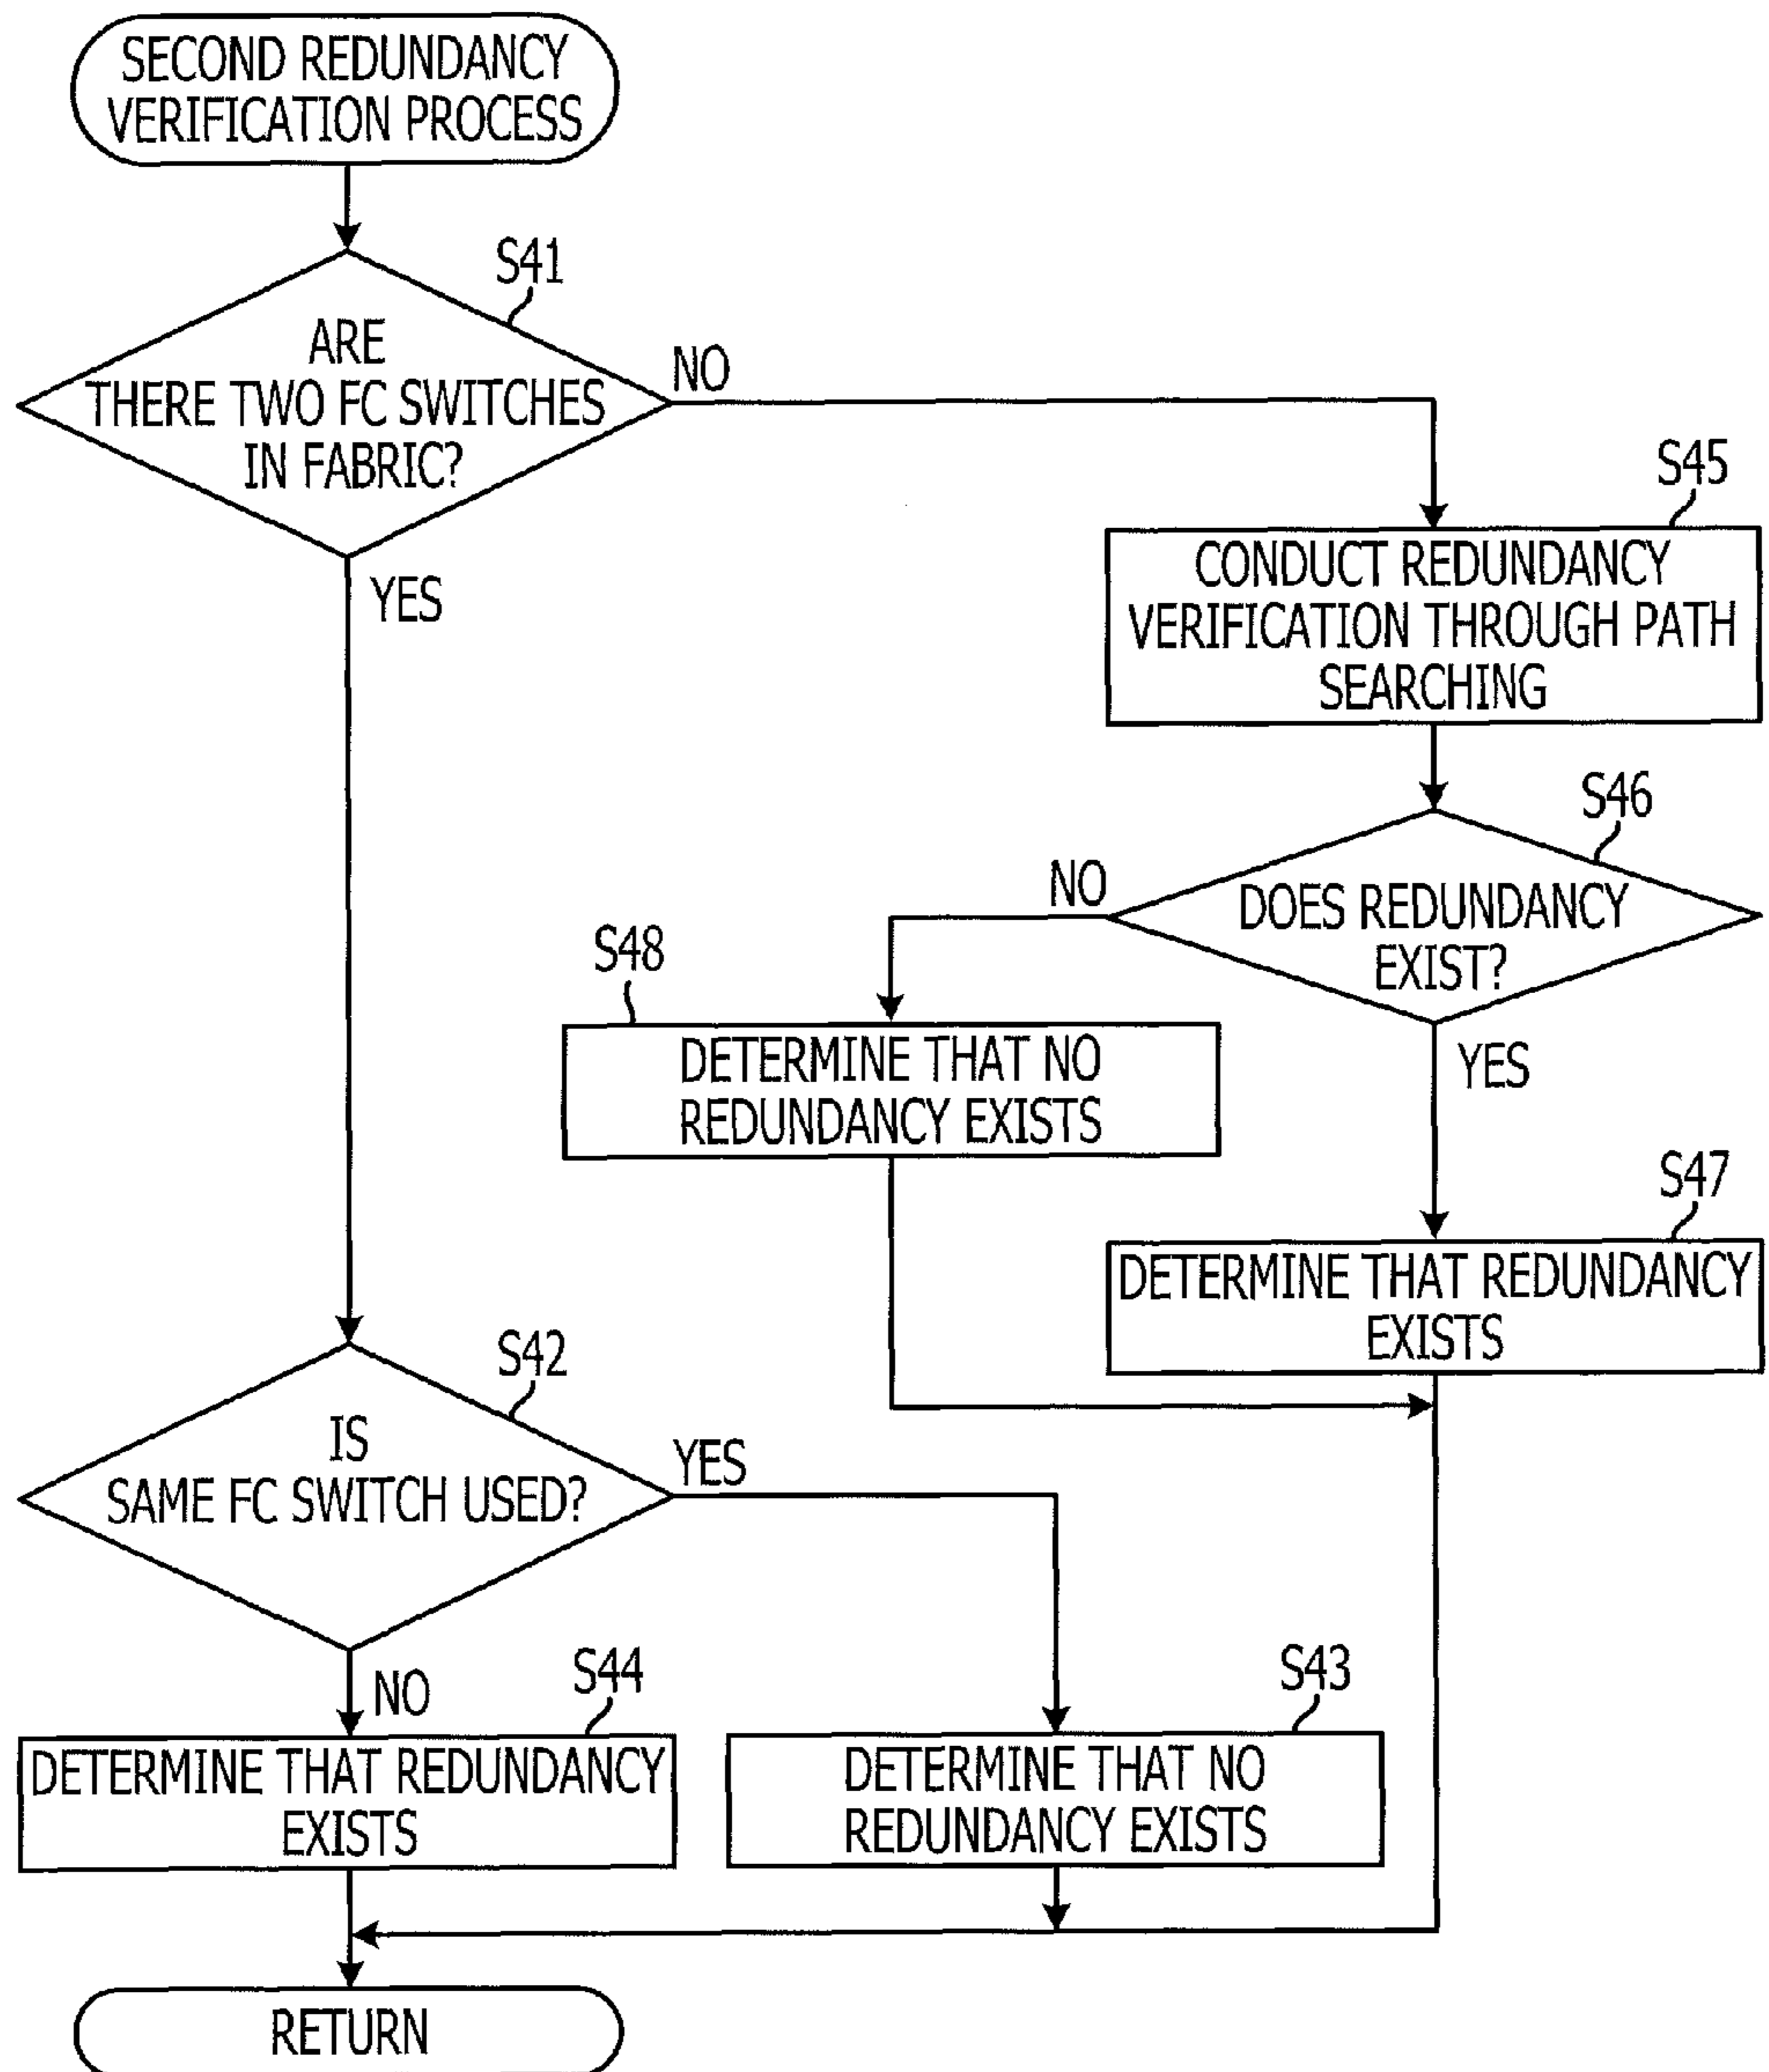 SECOND REDUNDANCY
VERIFICATION PROCESS
S41
ARE
THERE TWO FC SWITCHES
IN FABRIC?
NO
YES
S45
CONDUCT REDUNDANCY
VERIFICATION THROUGH PATH
SEARCHING
S46
DOES REDUNDANCY
EXIST?
NO
YES
S48
DETERMINE THAT NO
REDUNDANCY EXISTS
S47
DETERMINE THAT REDUNDANCY
EXISTS
S42
IS
SAME FC SWITCH USED?
YES
NO
S44
DETERMINE THAT REDUNDANCY
EXISTS
S43
DETERMINE THAT NO
REDUNDANCY EXISTS
RETURN